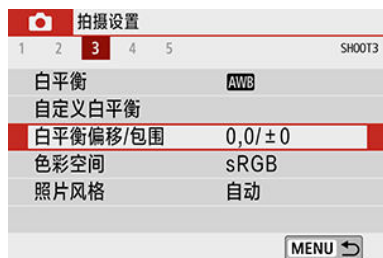 拍摄设置
1 2 3 4 5 SHOOT3
白平衡 AWB
自定义白平衡
白平衡偏移/包围 0,0/±0
色彩空间 sRGB
照片风格 自动
MENU